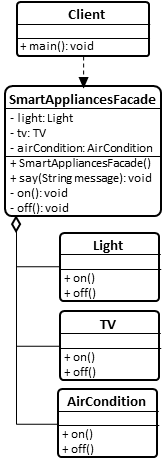 Client
+ main(): void
SmartAppliancesFacade
- light: Light
- tv: TV
- airCondition: AirCondition
+ SmartAppliancesFacade()
+ say(String message): void
- on(): void
- off(): void
Light
+ on()
+ off()
TV
+ on()
+ off()
AirCondition
+ on()
+ off()